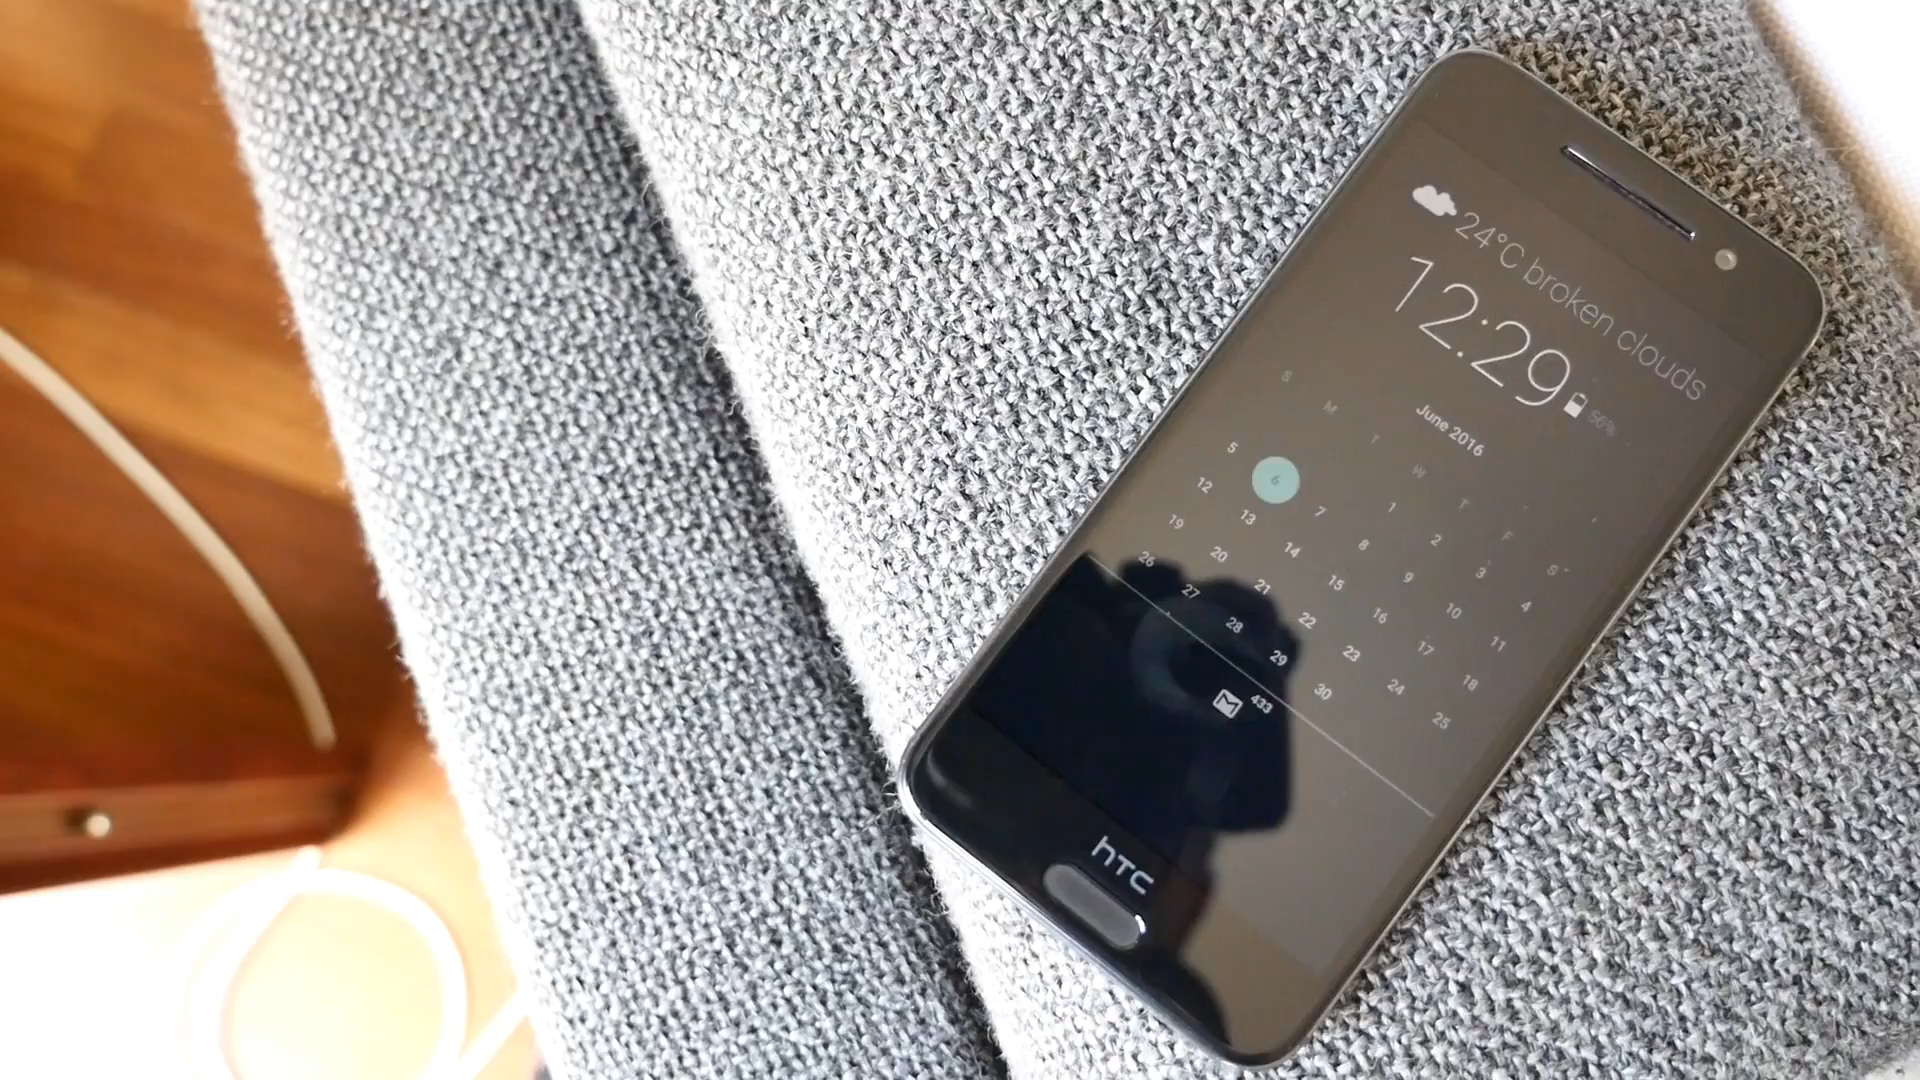 24°C broken clouds
12:29 56%
June 2016
S M T W T F S
1 2 3 4
5 6 7 8 9 10 11
12 13 14 15 16 17 18
19 20 21 22 23 24 25
26 27 28 29 30
433
hTC